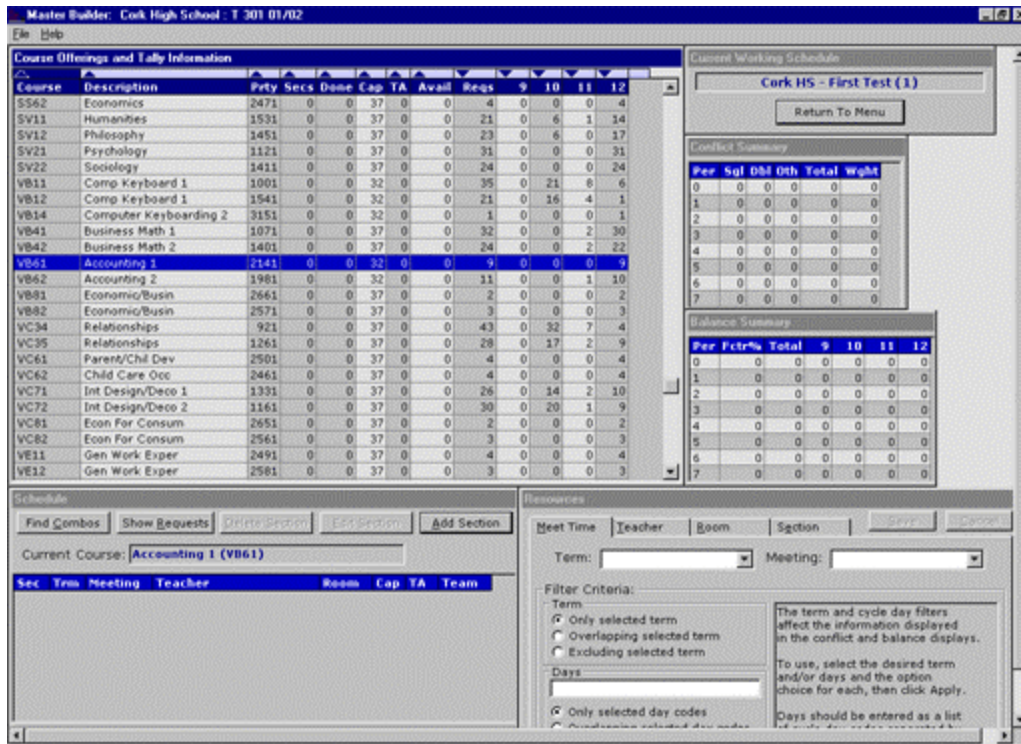 Master Builder: Cork High School : T 301 01/02
File Help
Course Offerings and Tally Information
Course Description Prty Secs Done Cap TA Avail Reqs 9 10 11 12
SS62 Economics 2471 0 0 37 0 0 4 0 0 0 4
SV11 Humanities 1531 0 0 37 0 0 21 0 6 1 14
SV12 Philosophy 1451 0 0 37 0 0 23 0 6 0 17
SV21 Psychology 1121 0 0 37 0 0 31 0 0 0 31
SV22 Sociology 1411 0 0 37 0 0 24 0 0 0 24
VB11 Comp Keyboard 1 1001 0 0 32 0 0 35 0 21 8 6
VB12 Comp Keyboard 1 1541 0 0 32 0 0 21 0 16 4 1
VB14 Computer Keyboarding 2 3151 0 0 32 0 0 1 0 0 0 1
VB41 Business Math 1 1071 0 0 37 0 0 32 0 0 2 30
VB42 Business Math 2 1401 0 0 37 0 0 24 0 0 2 22
VB61 Accounting 1 2141 0 0 32 0 0 9 0 0 0 9
VB62 Accounting 2 1981 0 0 32 0 0 11 0 0 1 10
VB81 Economic/Busin 2661 0 0 37 0 0 2 0 0 0 2
VB82 Economic/Busin 2571 0 0 37 0 0 3 0 0 0 3
VC34 Relationships 921 0 0 37 0 0 43 0 32 7 4
VC35 Relationships 1261 0 0 37 0 0 28 0 17 2 9
VC61 Parent/Chil Dev 2501 0 0 37 0 0 4 0 0 0 4
VC62 Child Care Occ 2461 0 0 37 0 0 4 0 0 0 4
VC71 Int Design/Deco 1 1331 0 0 37 0 0 26 0 14 2 10
VC72 Int Design/Deco 2 1161 0 0 37 0 0 30 0 20 1 9
VC81 Econ For Consum 2651 0 0 37 0 0 2 0 0 0 2
VC82 Econ For Consum 2561 0 0 37 0 0 3 0 0 0 3
VE11 Gen Work Exper 2491 0 0 37 0 0 4 0 0 0 4
VE12 Gen Work Exper 2581 0 0 37 0 0 3 0 0 0 3
Current Working Schedule
Cork HS - First Test (1)
Return To Menu
Conflict Summary
Per Sgl Dbl Oth Total Wght
0 0 0 0 0 0
1 0 0 0 0 0
2 0 0 0 0 0
3 0 0 0 0 0
4 0 0 0 0 0
5 0 0 0 0 0
6 0 0 0 0 0
7 0 0 0 0 0
Balance Summary
Per Fctr% Total 9 10 11 12
0 0 0 0 0 0 0
1 0 0 0 0 0 0
2 0 0 0 0 0 0
3 0 0 0 0 0 0
4 0 0 0 0 0 0
5 0 0 0 0 0 0
6 0 0 0 0 0 0
7 0 0 0 0 0 0
Schedule
Find Combos Show Requests Delete Section Edit Section Add Section
Current Course: Accounting 1 (VB61)
Sec Trm Meeting Teacher Room Cap TA Team
Resources
Meet Time Teacher Room Section Save Cancel
Term: Meeting:
Filter Criteria:
Term
Only selected term
Overlapping selected term
Excluding selected term
Days
Only selected day codes
Overlapping selected day codes
The term and cycle day filters
affect the information displayed
in the conflict and balance displays.
To use, select the desired term
and/or days and the option
choice for each, then click Apply.
Days should be entered as a list
of cycle day codes separated by